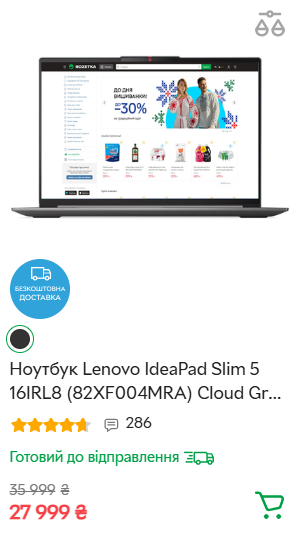 ROZETKA
ДО ДНЯ
ВИШИВАНКИ
до -30%
БЕЗКОШТОВНА
ДОСТАВКА
Ноутбук Lenovo IdeaPad Slim 5
16IRL8 (82XF004MRA) Cloud Gr...
286
Готовий до відправлення
35 999 ₴
27 999 ₴